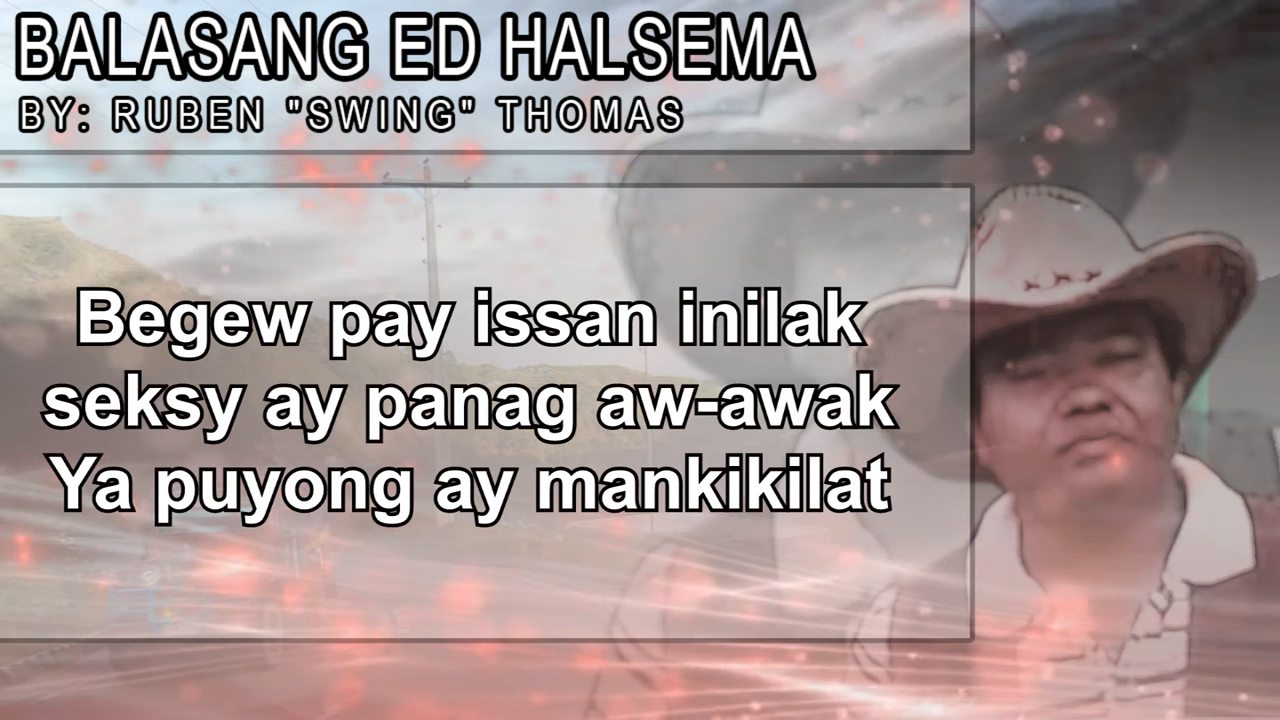 BALASANG ED HALSEMA
BY: RUBEN "SWING" THOMAS
Begew pay issan inilak
seksy ay panag aw-awak
Ya puyong ay mankikilat